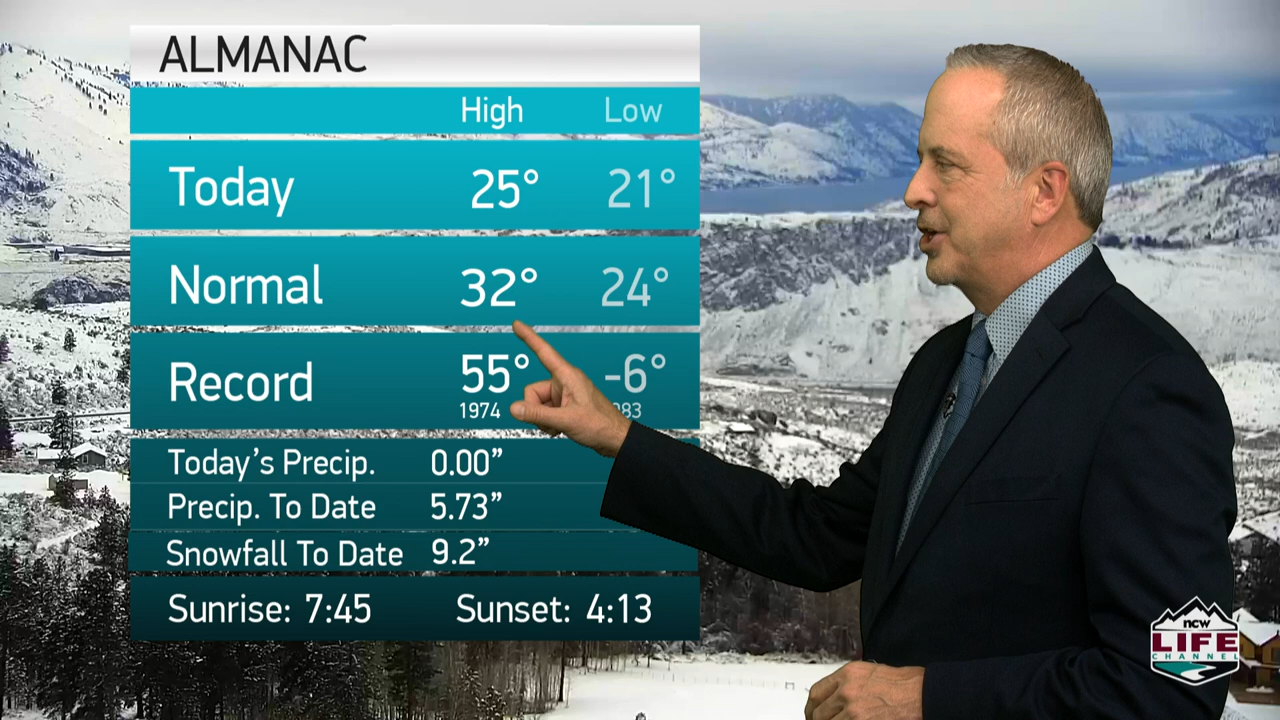 ALMANAC
High Low
Today 25° 21°
Normal 32° 24°
Record 55° -6°
1974
Today's Precip. 0.00”
Precip. To Date 5.73”
Snowfall To Date 9.2”
Sunrise: 7:45 Sunset: 4:13
ncw
LIFE
CHANNEL